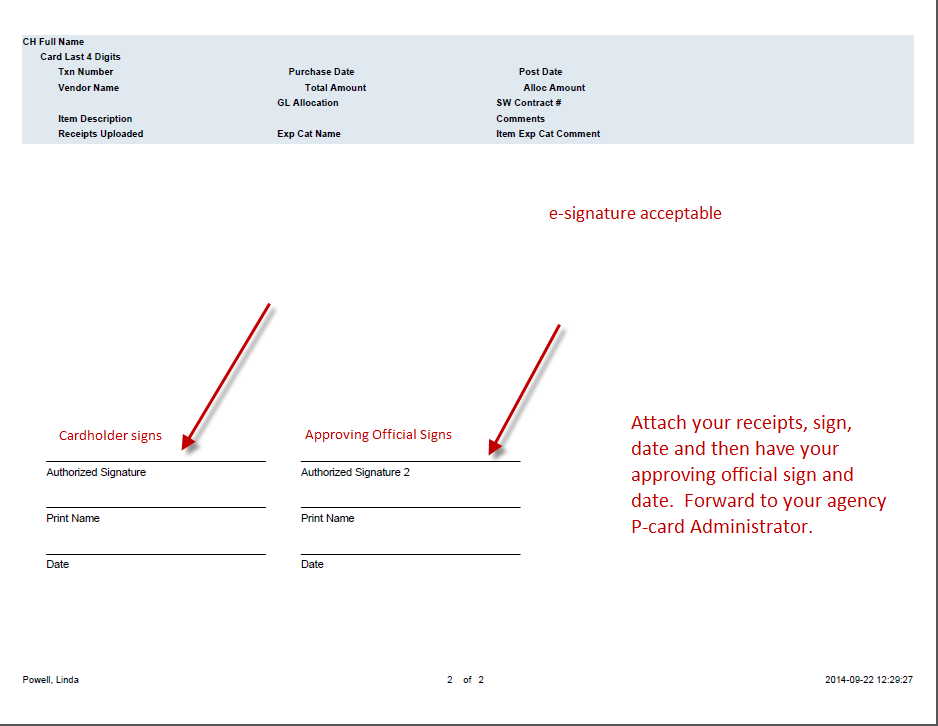 CH Full Name
Card Last 4 Digits
Txn Number Purchase Date Post Date
Vendor Name Total Amount Alloc Amount
GL Allocation SW Contract #
Item Description Comments
Receipts Uploaded Exp Cat Name Item Exp Cat Comment
e-signature acceptable
Cardholder signs Approving Official Signs
Authorized Signature Authorized Signature 2
Print Name Print Name
Date Date
Attach your receipts, sign,
date and then have your
approving official sign and
date. Forward to your agency
P-card Administrator.
Powell, Linda 2 of 2 2014-09-22 12:29:27